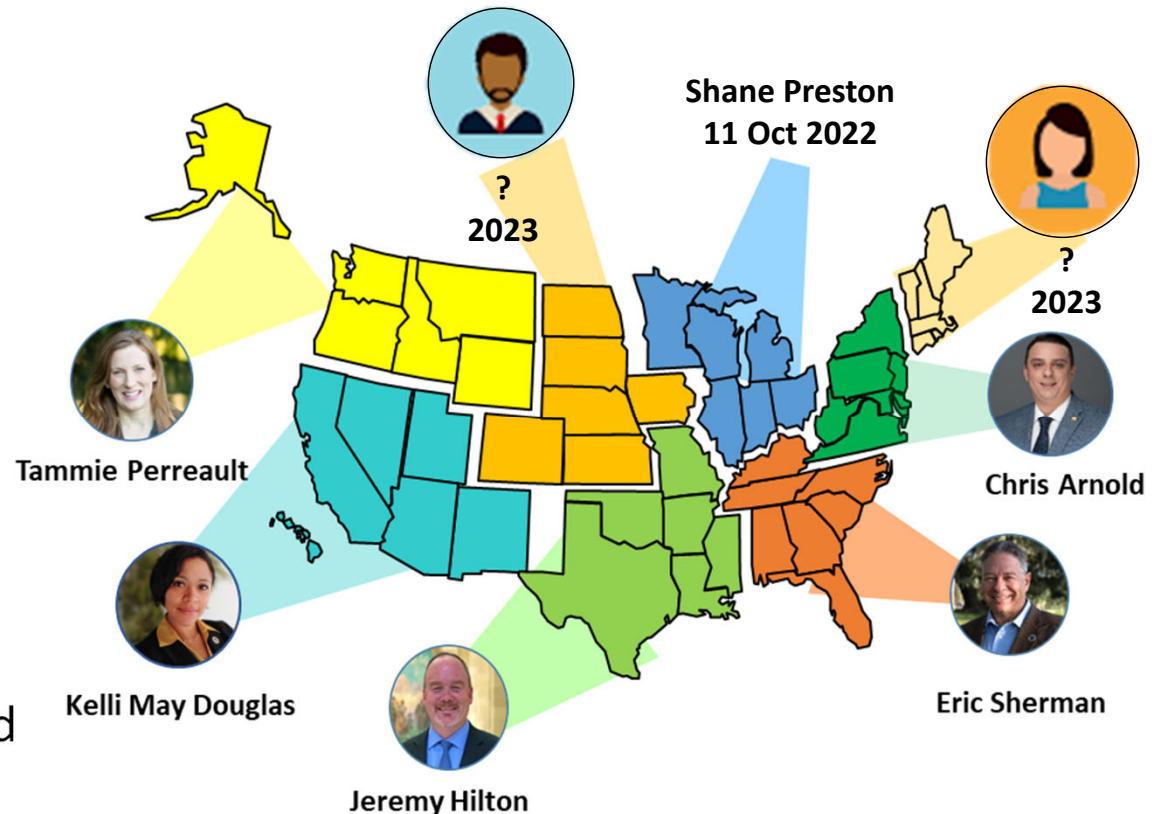 Shane Preston
11 Oct 2022
?
2023
?
2023
Tammie Perreault
Chris Arnold
Kelli May Douglas
Eric Sherman
d
Jeremy Hilton